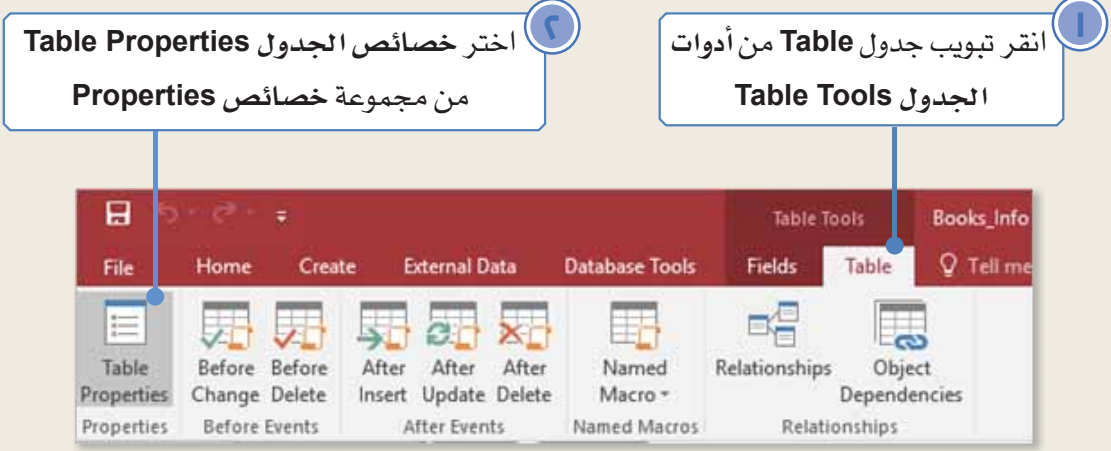 ١
انقر تبويب جدول Table من أدوات
الجدول Table Tools
٢
اختر خصائص الجدول Table Properties
من مجموعة خصائص Properties
Table Tools Books_Info
File Home Create External Data Database Tools Fields Table Tell me
Table Before Before After After After Named Relationships Object
Properties Change Delete Insert Update Delete Macro Dependencies
Properties Before Events After Events Named Macros Relationships